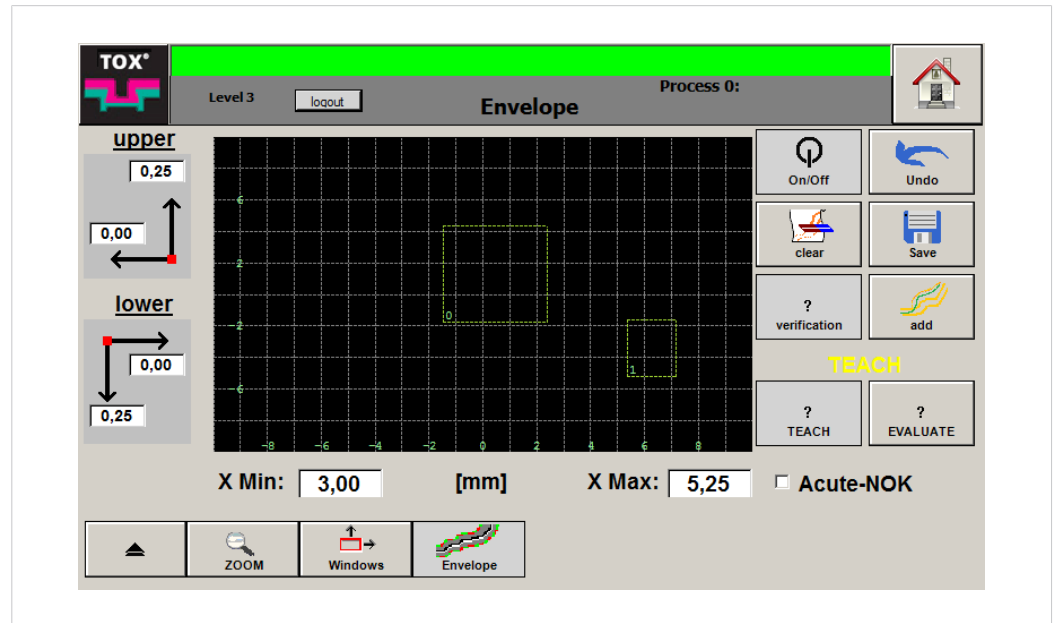 TOX®
Level 3
logout
Process 0:
Envelope
upper
0,25
0,00
lower
0,00
0,25
6
2
-2
-6
0
1
-8 -6 -4 -2 0 2 4 6 8
On/Off
Undo
clear
Save
?
verification
add
TEACH
?
TEACH
?
EVALUATE
X Min: 3,00 [mm] X Max: 5,25 Acute-NOK
ZOOM
Windows
Envelope